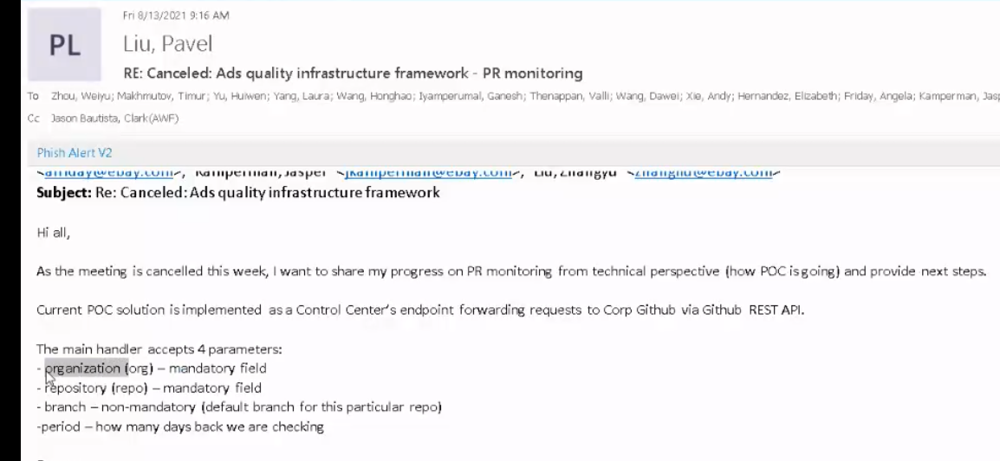 Fri 8/13/2021 9:16 AM
PL
Liu, Pavel
RE: Canceled: Ads quality infrastructure framework - PR monitoring
To Zhou, Weiyu; Makhmutov, Timur; Yu, Huiwen; Yang, Laura; Wang, Honghao; Iyamperumal, Ganesh; Thenappan, Valli; Wang, Dawei; Xie, Andy; Hernandez, Elizabeth; Friday, Angela; Kamperman, Jasp
Cc Jason Bautista, Clark(AWF)
Phish Alert V2
<afriday@ebay.com>, Kamperman, Jasper <jkamperman@ebay.com>, Liu, Zhangyu <zhangliu@ebay.com>
Subject: Re: Canceled: Ads quality infrastructure framework
Hi all,
As the meeting is cancelled this week, I want to share my progress on PR monitoring from technical perspective (how POC is going) and provide next steps.
Current POC solution is implemented as a Control Center's endpoint forwarding requests to Corp Github via Github REST API.
The main handler accepts 4 parameters:
- organization (org) – mandatory field
- repository (repo) – mandatory field
- branch – non-mandatory (default branch for this particular repo)
-period – how many days back we are checking